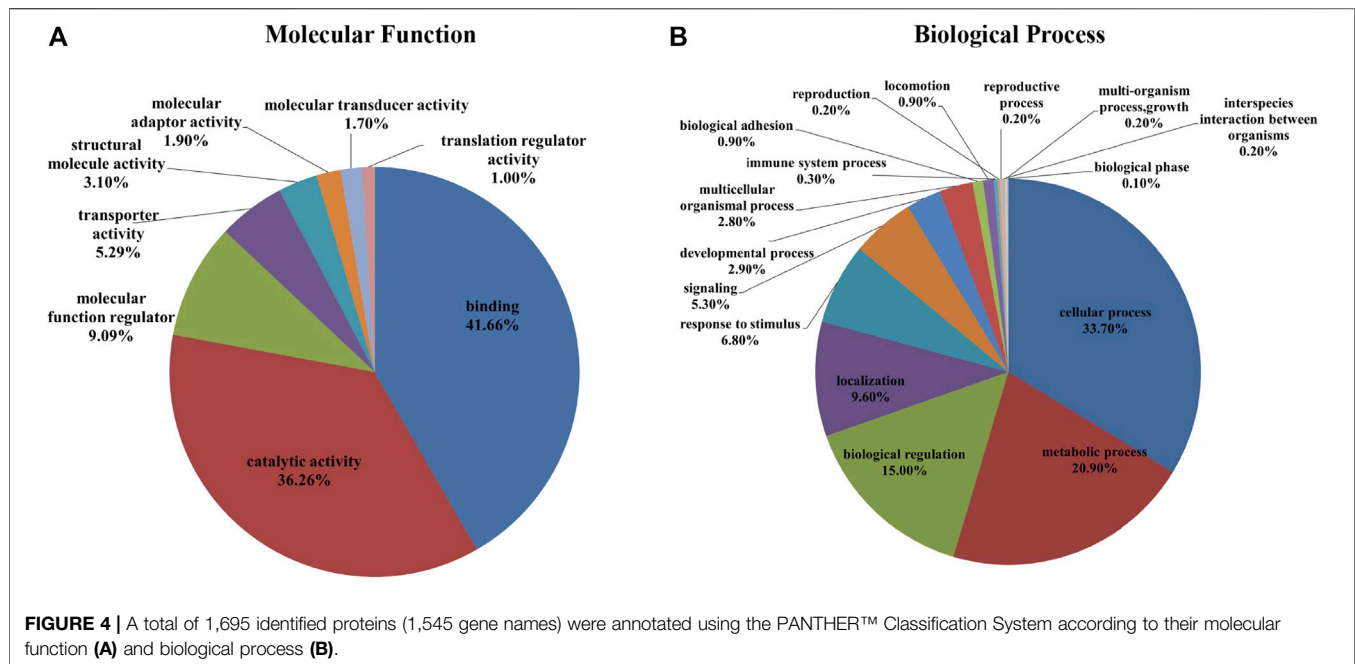 A
Molecular Function
molecular transducer activity
1.70%
molecular
adaptor activity
1.90%
translation regulator
activity
1.00%
structural
molecule activity
3.10%
transporter
activity
5.29%
molecular
function regulator
9.09%
binding
41.66%
catalytic activity
36.26%
B
Biological Process
reproduction
0.20%
locomotion
0.90%
reproductive
process
0.20%
multi-organism
process,growth
0.20%
interspecies
interaction between
organisms
0.20%
biological adhesion
0.90%
immune system process
0.30%
biological phase
0.10%
multicellular
organismal process
2.80%
developmental process
2.90%
signaling
5.30%
response to stimulus
6.80%
cellular process
33.70%
localization
9.60%
biological regulation
15.00%
metabolic process
20.90%
FIGURE 4 | A total of 1,695 identified proteins (1,545 gene names) were annotated using the PANTHER™ Classification System according to their molecular
function (A) and biological process (B).